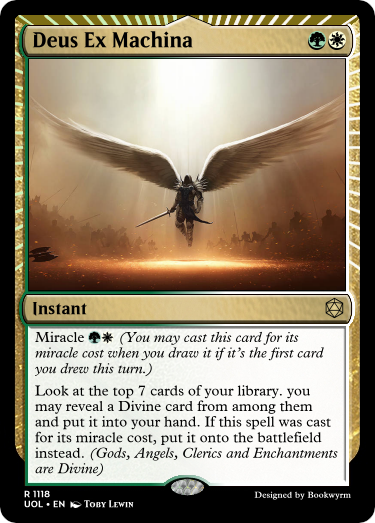 Deus Ex Machina
Instant
Miracle (You may cast this card for its
miracle cost when you draw it if it's the first card
you drew this turn.)
Look at the top 7 cards of your library. you
may reveal a Divine card from among them
and put it into your hand. If this spell was cast
for its miracle cost, put it onto the battlefield
instead. (Gods, Angels, Clerics and Enchantments
are Divine)
R 1118
UOL • EN Toby Lewin
Designed by Bookwyrm